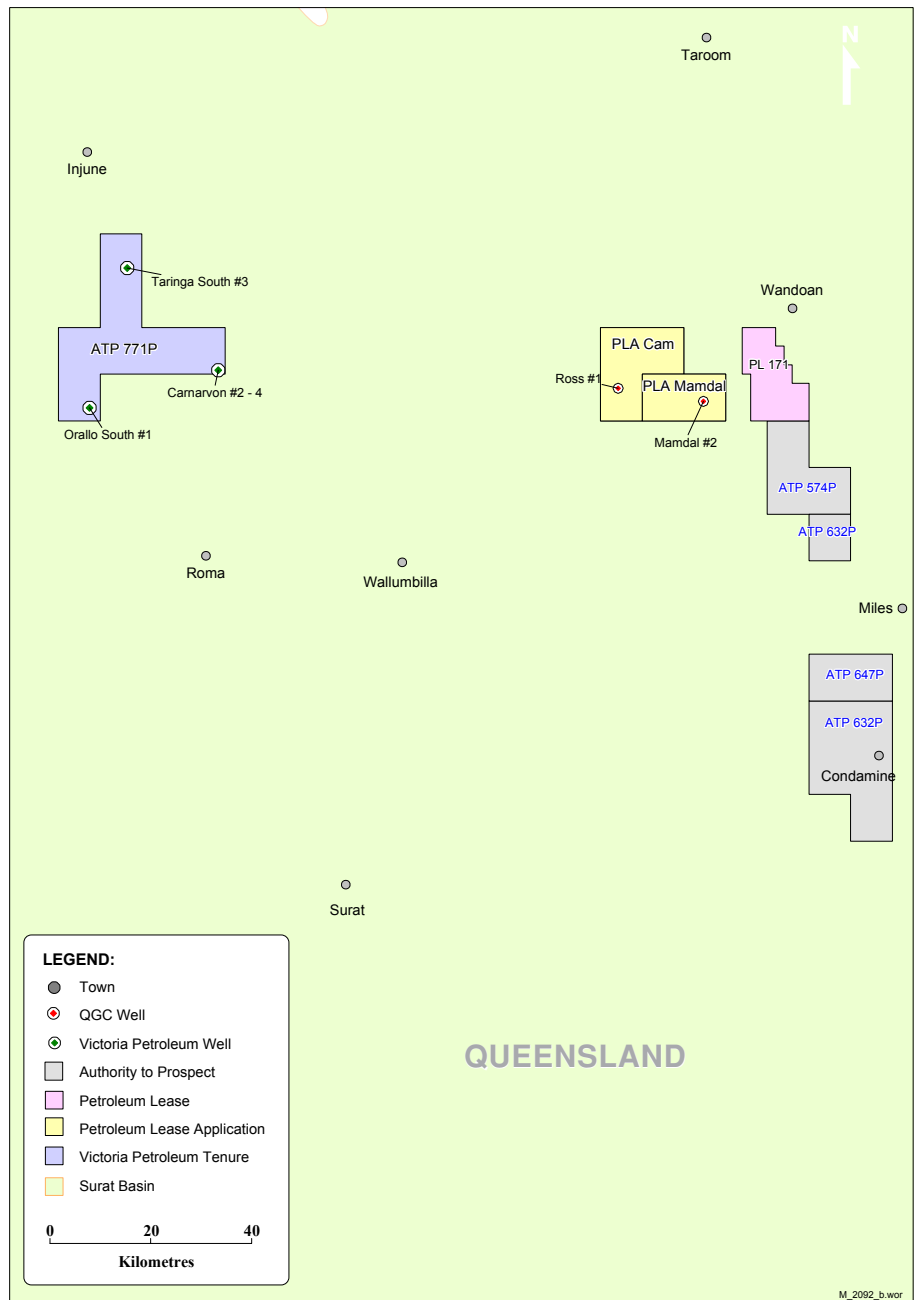 N
Taroom
Injune
Taringa South #3
Wandoan
ATP 771P
PLA Cam
PL 171
Ross #1
PLA Mamdal
Carnarvon #2 - 4
Orallo South #1
Mamdal #2
ATP 574P
ATP 632P
Roma
Wallumbilla
Miles
ATP 647P
ATP 632P
Condamine
Surat
QUEENSLAND
LEGEND:
Town
QGC Well
Victoria Petroleum Well
Authority to Prospect
Petroleum Lease
Petroleum Lease Application
Victoria Petroleum Tenure
Surat Basin
0 20 40
Kilometres
M_2092_b.wor